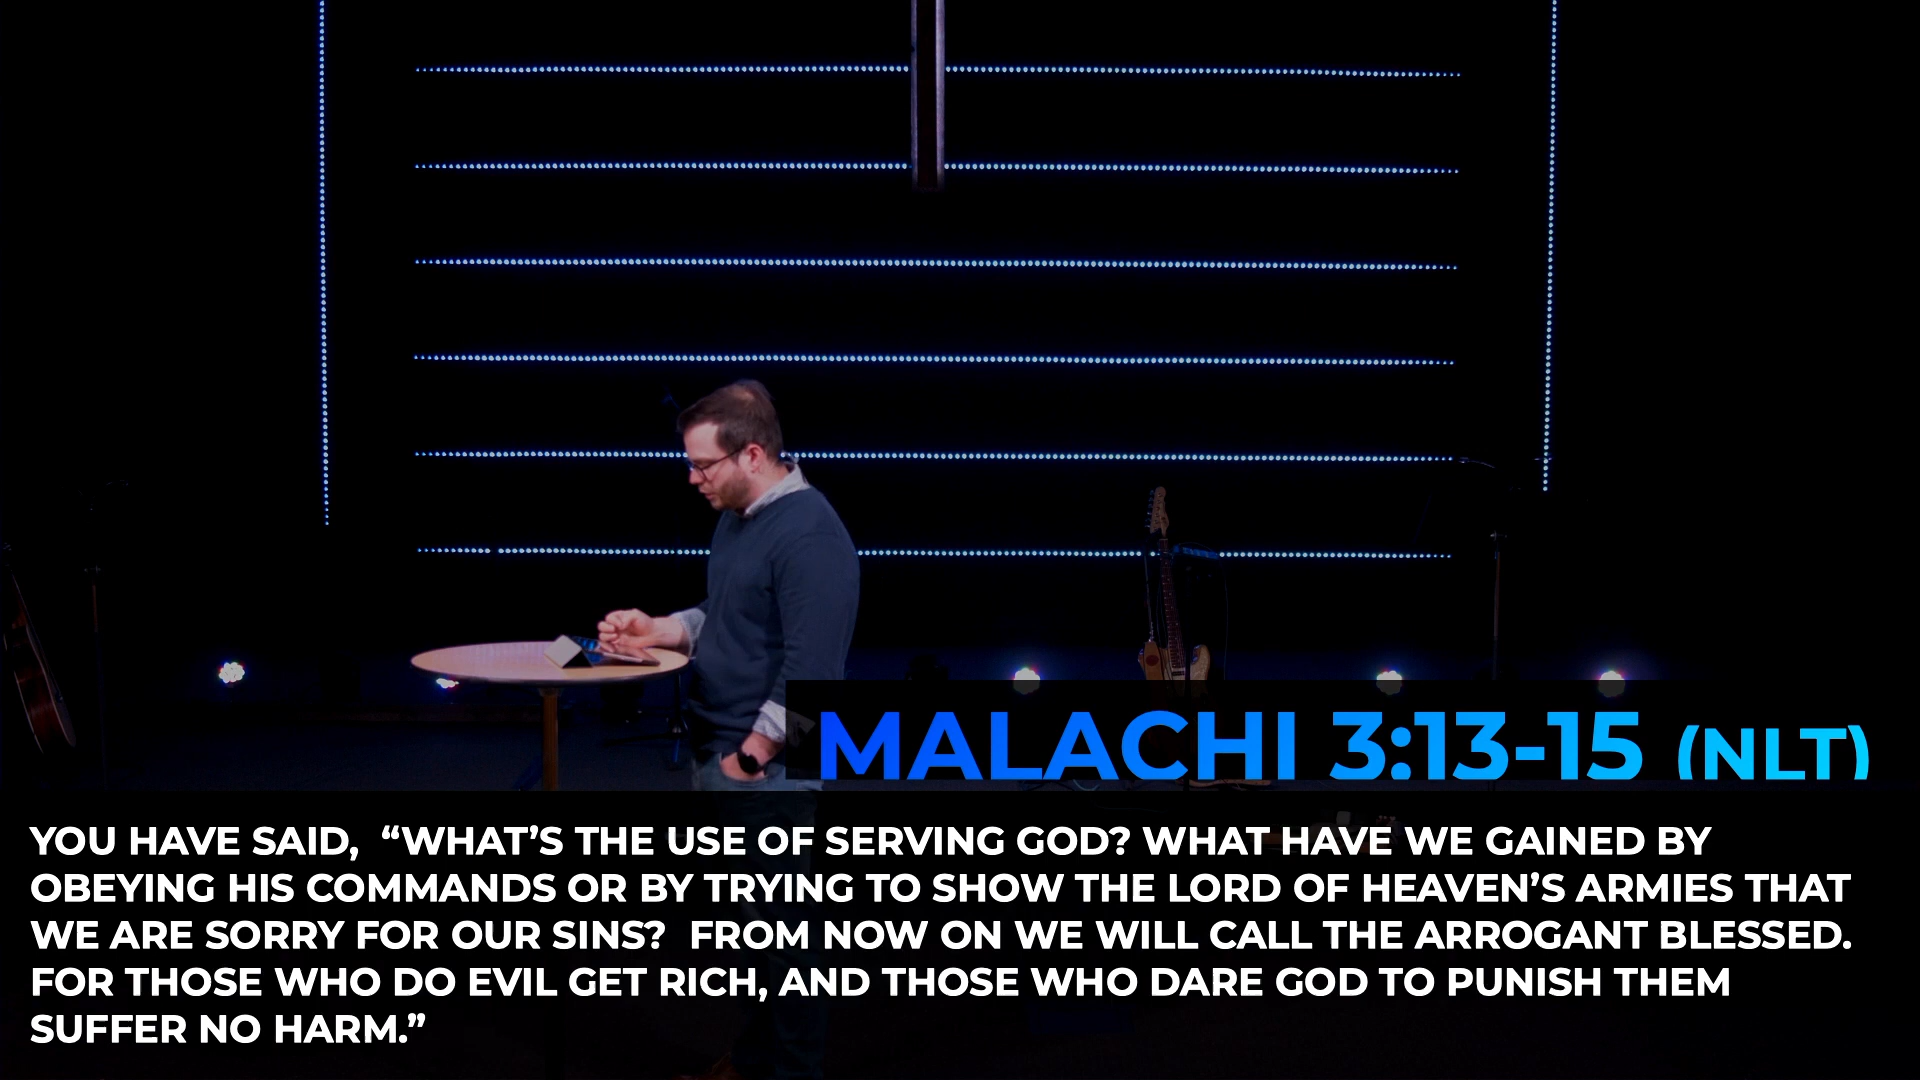 MALACHI 3:13-15 (NLT)
YOU HAVE SAID,  “WHAT’S THE USE OF SERVING GOD? WHAT HAVE WE GAINED BY
OBEYING HIS COMMANDS OR BY TRYING TO SHOW THE LORD OF HEAVEN’S ARMIES THAT
WE ARE SORRY FOR OUR SINS?  FROM NOW ON WE WILL CALL THE ARROGANT BLESSED.
FOR THOSE WHO DO EVIL GET RICH, AND THOSE WHO DARE GOD TO PUNISH THEM
SUFFER NO HARM.”